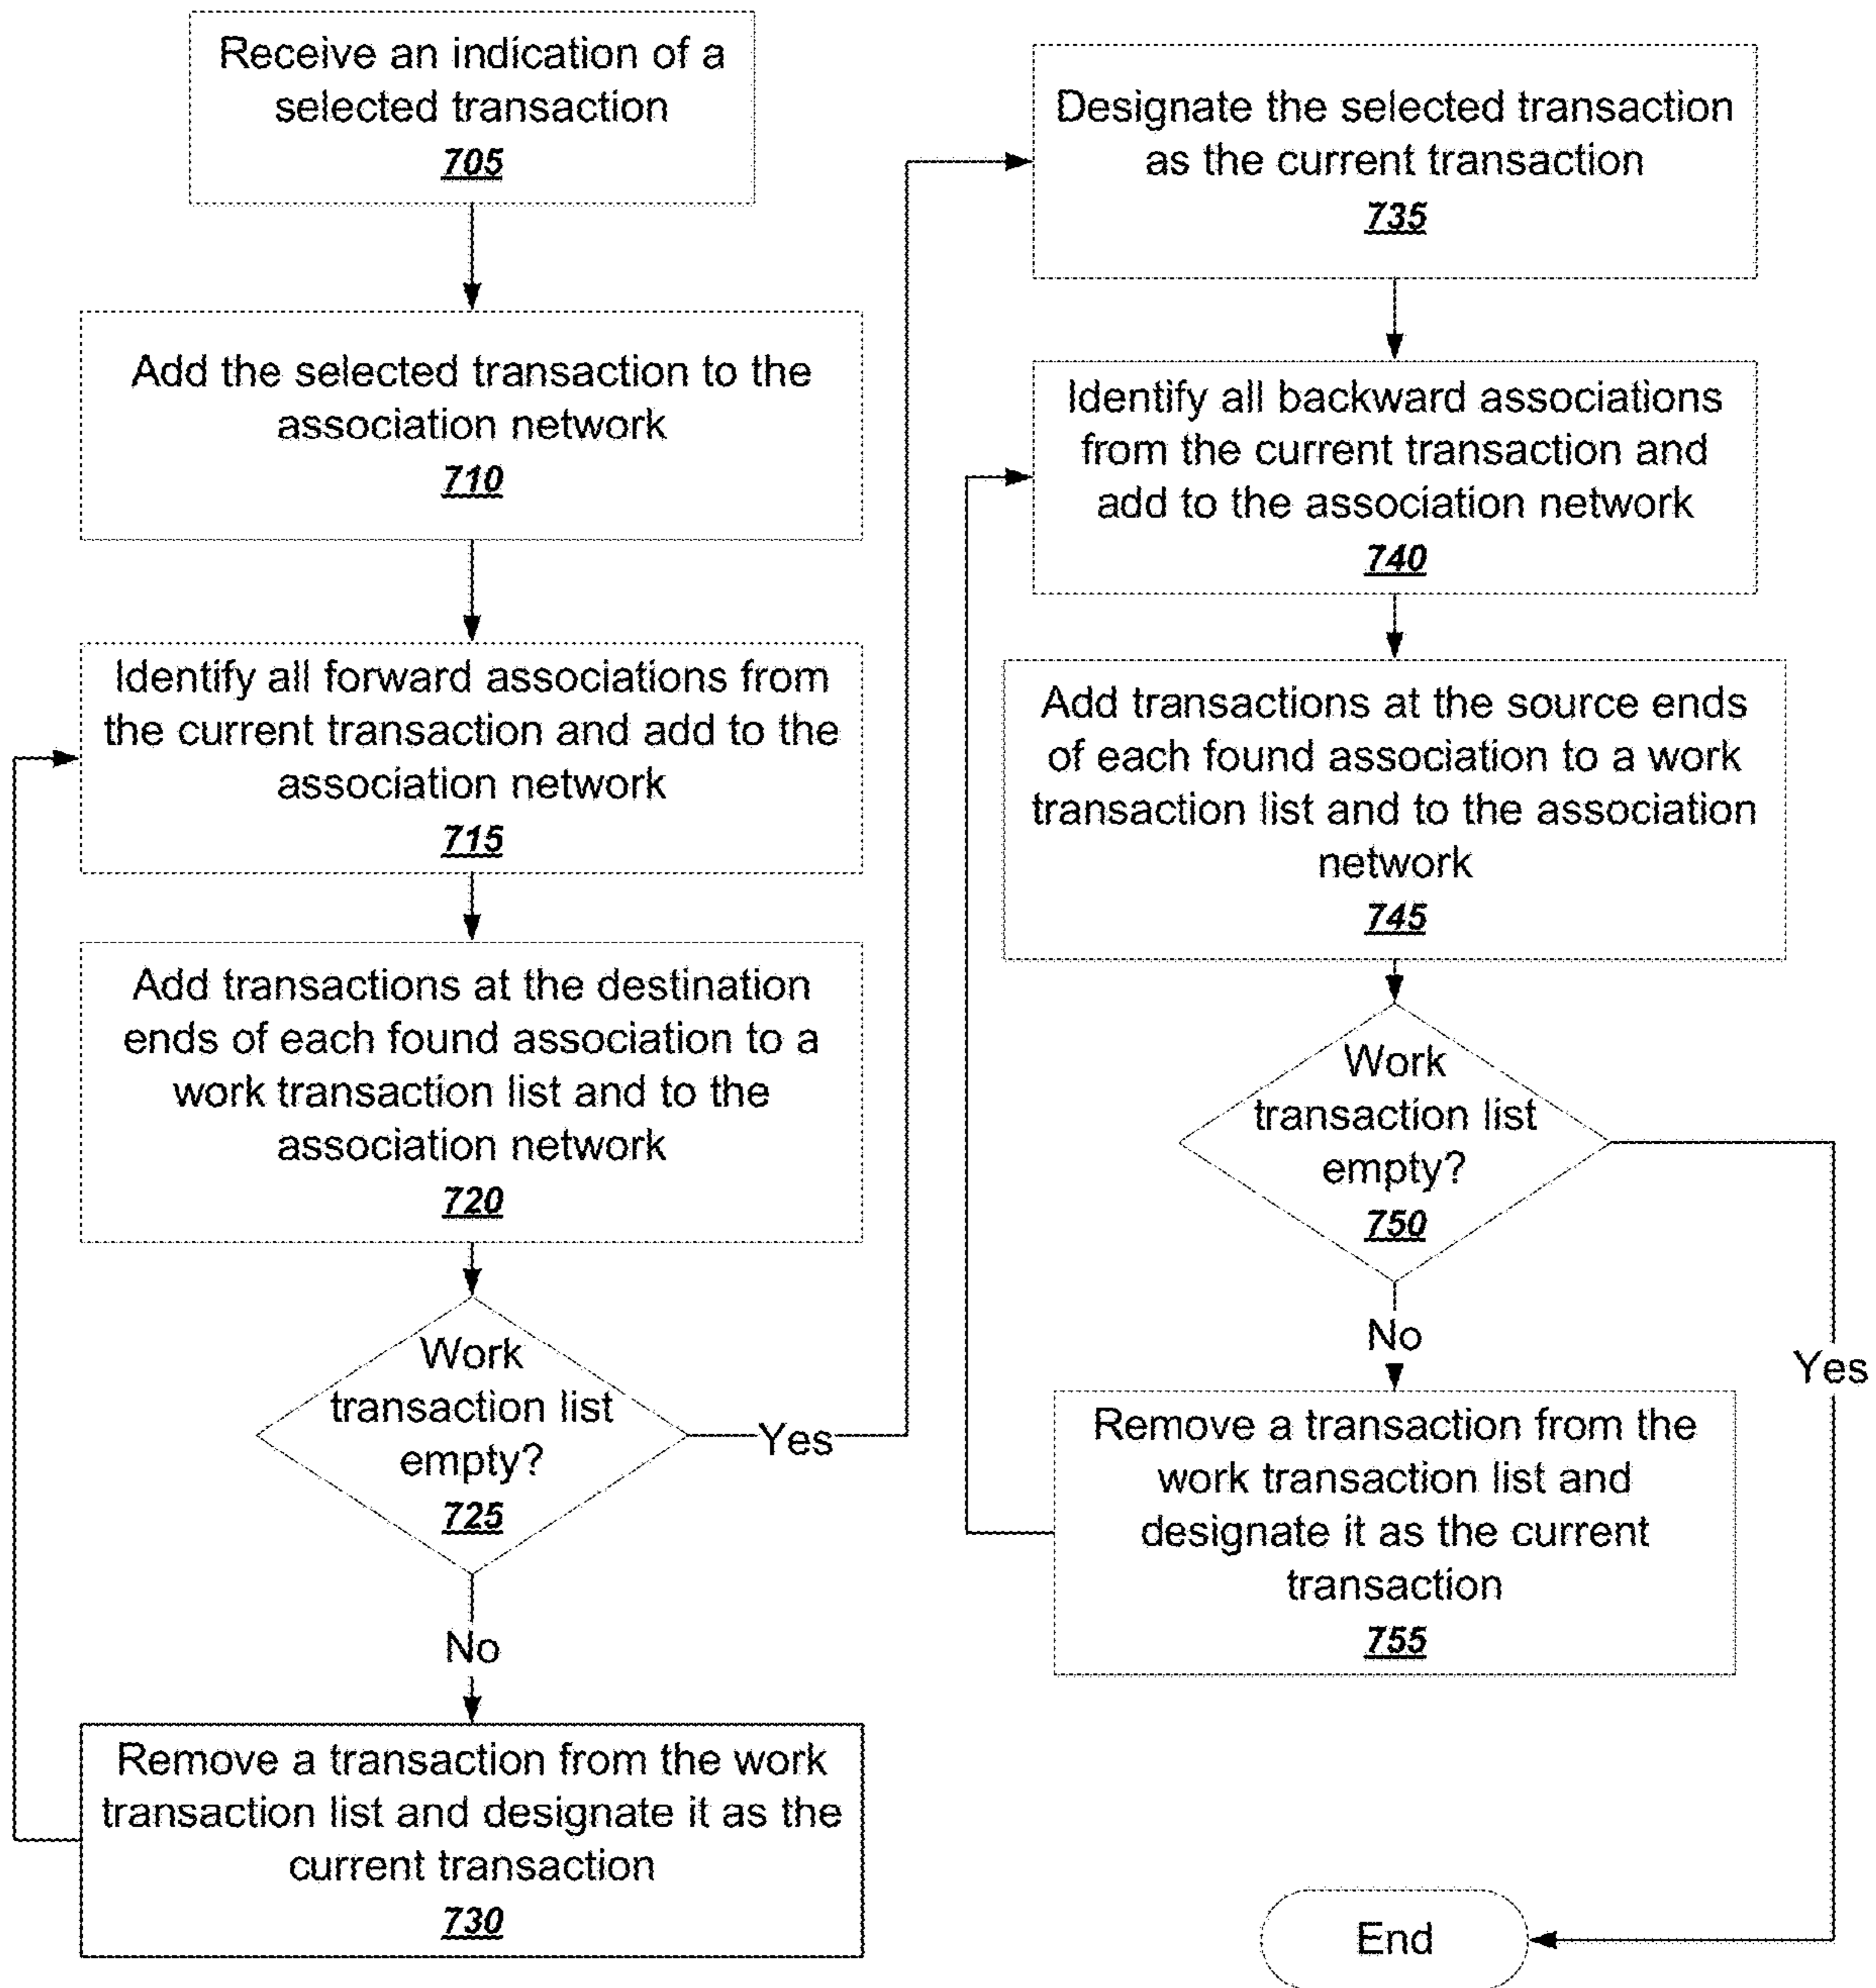 Receive an indication of a
selected transaction
705
Add the selected transaction to the
association network
710
Identify all forward associations from
the current transaction and add to the
association network
715
Add transactions at the destination
ends of each found association to a
work transaction list and to the
association network
720
Work
transaction list
empty?
725
Yes
No
Remove a transaction from the work
transaction list and designate it as the
current transaction
730
Designate the selected transaction
as the current transaction
735
Identify all backward associations
from the current transaction and
add to the association network
740
Add transactions at the source ends
of each found association to a work
transaction list and to the association
network
745
Work
transaction list
empty?
750
No
Yes
Remove a transaction from the
work transaction list and
designate it as the current
transaction
755
End